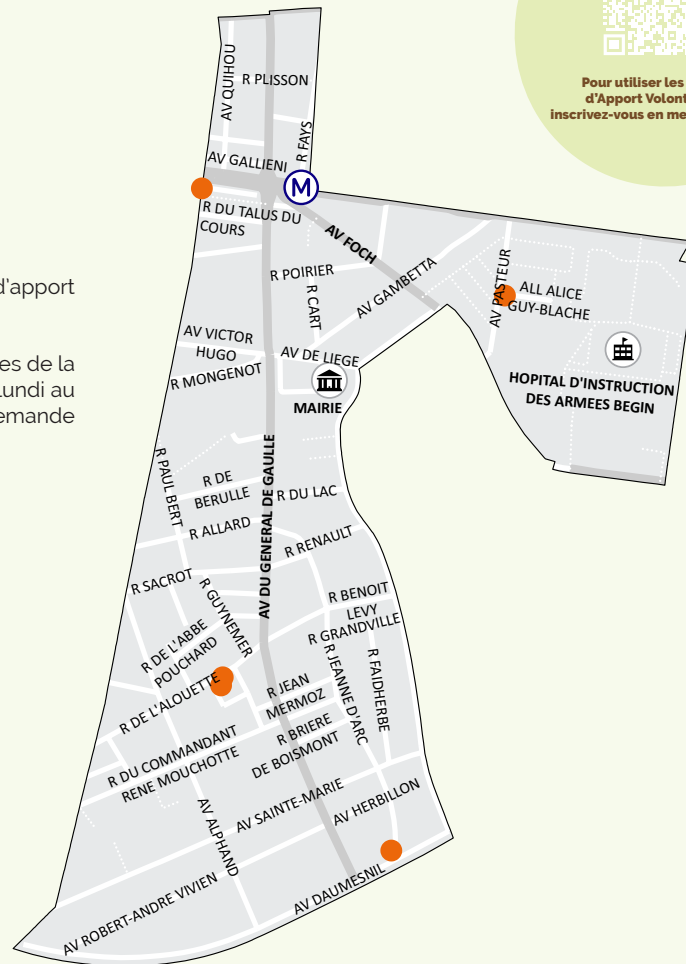 Pour utiliser les
d'Apport Volont
inscrivez-vous en me
AV QUIHOU
R PLISSON
R FAYS
AV GALLIENI
M
R DU TALUS DU
COURS
AV FOCH
d'apport
R POIRIER
R CART
AV GAMBETTA
AV PASTEUR
ALL ALICE
GUY-BLACHE
AV VICTOR
HUGO
AV DE LIEGE
R MONGENOT
es de la
lundi au
emande
MAIRIE
HOPITAL D'INSTRUCTION
DES ARMEES BEGIN
R PAUL BERT
R DE
BERULLE
R DU LAC
AV DU GENERAL DE GAULLE
R ALLARD
R RENAULT
R SACROT
R GUYNEMER
R BENOIT
LEVY
R GRANDVILLE
R DE L'ABBE
POUCHARD
R JEANNE D'ARC
R FAIDHERBE
R DE L'ALOUETTE
R JEAN
MERMOZ
R BRIERE
DE BOISMONT
R DU COMMANDANT
RENE MOUCHOTTE
AV SAINTE-MARIE
AV HERBILLON
AV ALPHAND
AV DAUMESNIL
AV ROBERT-ANDRE VIVIEN